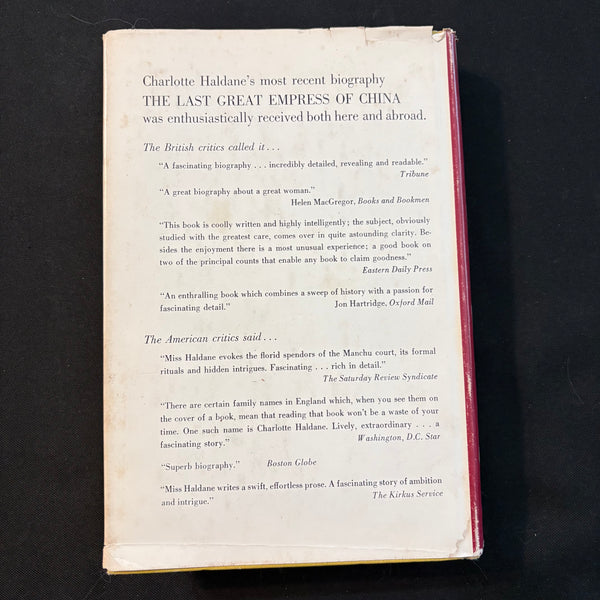 Charlotte Haldane's most recent biography
THE LAST GREAT EMPRESS OF CHINA
was enthusiastically received both here and abroad.
The British critics called it . . .
"A fascinating biography . . . incredibly detailed, revealing and readable."
Tribune
"A great biography about a great woman."
Helen MacGregor, Books and Bookmen
"This book is coolly written and highly intelligently; the subject, obviously
studied with the greatest care, comes over in quite astounding clarity. Be-
sides the enjoyment there is a most unusual experience; a good book on
two of the principal counts that enable any book to claim goodness."
Eastern Daily Press
"An enthralling book which combines a sweep of history with a passion for
fascinating detail." Jon Hartridge, Oxford Mail
The American critics said . . .
"Miss Haldane evokes the florid spendors of the Manchu court, its formal
rituals and hidden intrigues. Fascinating . . . rich in detail."
The Saturday Review Syndicate
"There are certain family names in England which, when you see them on
the cover of a book, mean that reading that book won't be a waste of your
time. One such name is Charlotte Haldane. Lively, extraordinary . . . a
fascinating story." Washington, D.C. Star
"Superb biography." Boston Globe
"Miss Haldane writes a swift, effortless prose. A fascinating story of ambition
and intrigue." The Kirkus Service